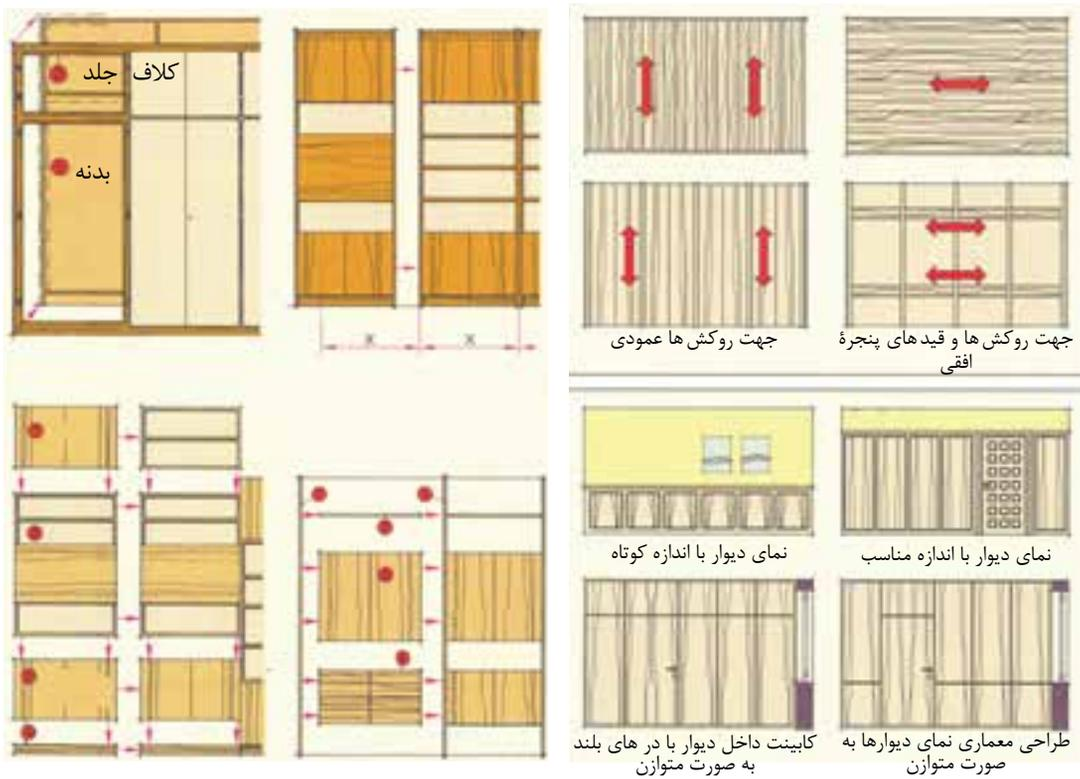 کلاف جلد
بدنه
x x
جهت روکش ها عمودی
جهت روکش ها و قید های پنجرهٔ
افقی
نمای دیوار با اندازه کوتاه
نمای دیوار با اندازه مناسب
کابینت داخل دیوار با در های بلند
به صورت متوازن
طراحی معماری نمای دیوارها به
صورت متوازن